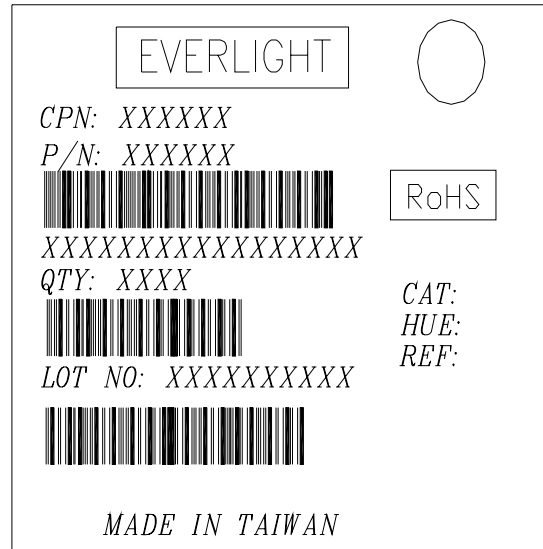 EVERLIGHT
CPN: XXXXXX
P/N: XXXXXX
RoHS
XXXXXXXXXXXXXXXXX
QTY: XXXX
CAT:
HUE:
REF:
LOT NO: XXXXXXXXXX
MADE IN TAIWAN